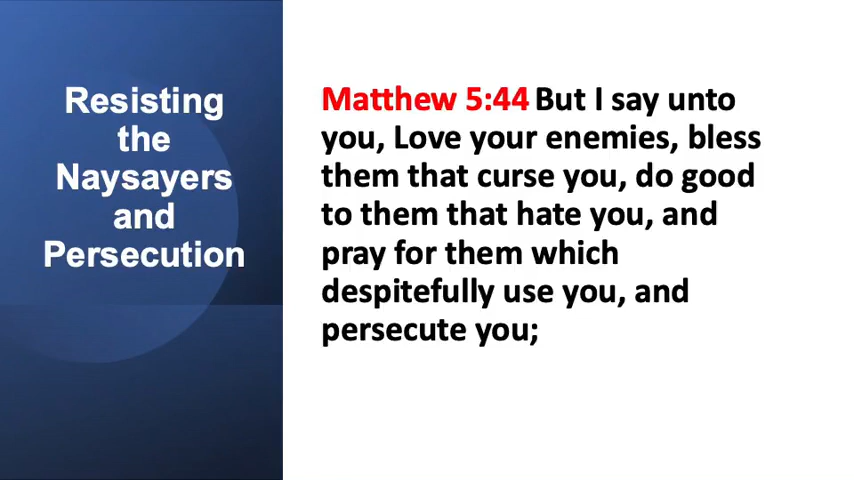 Resisting
the
Naysayers
and
Persecution
Matthew 5:44 But I say unto
you, Love your enemies, bless
them that curse you, do good
to them that hate you, and
pray for them which
despitefully use you, and
persecute you;